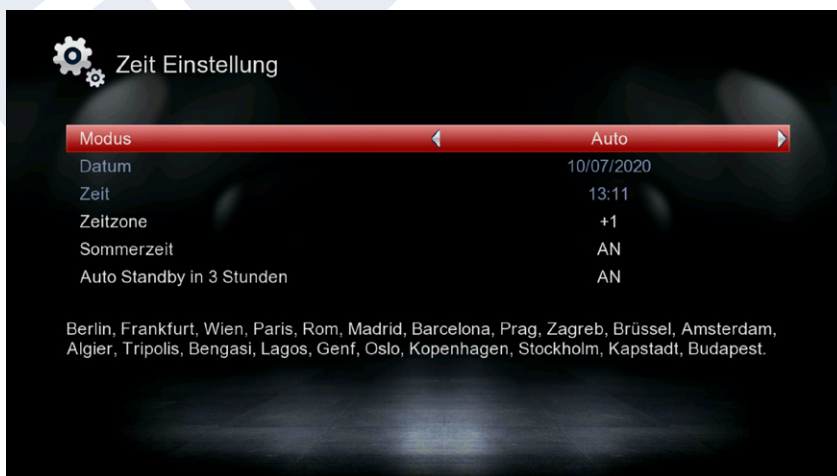 Zeit Einstellung
Modus Auto
Datum 10/07/2020
Zeit 13:11
Zeitzone +1
Sommerzeit AN
Auto Standby in 3 Stunden AN
Berlin, Frankfurt, Wien, Paris, Rom, Madrid, Barcelona, Prag, Zagreb, Brüssel, Amsterdam,
Algier, Tripolis, Bengasi, Lagos, Genf, Oslo, Kopenhagen, Stockholm, Kapstadt, Budapest.